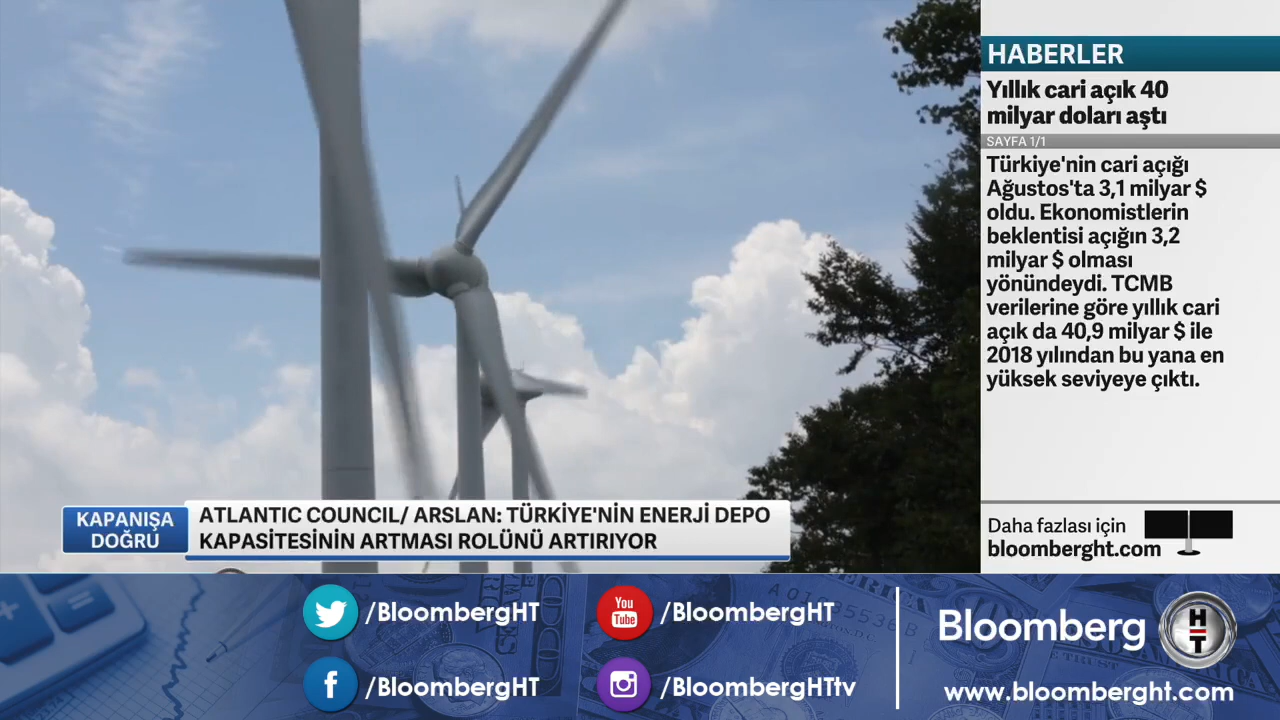 HABERLER
Yıllık cari açık 40
milyar doları aştı
SAYFA 1/1
Türkiye'nin cari açığı
Ağustos'ta 3,1 milyar $
oldu. Ekonomistlerin
beklentisi açığın 3,2
milyar $ olması
yönündeydi. TCMB
verilerine göre yıllık cari
açık da 40,9 milyar $ ile
2018 yılından bu yana en
yüksek seviyeye çıktı.
Daha fazlası için
bloomberght.com
KAPANIŞA
DOĞRU
ATLANTIC COUNCIL/ ARSLAN: TÜRKİYE'NİN ENERJİ DEPO
KAPASİTESİNİN ARTMASI ROLÜNÜ ARTIRIYOR
/BloombergHT
You
Tube
/BloombergHT
f
/BloombergHT
/BloombergHTtv
Bloomberg HT
www.bloomberght.com